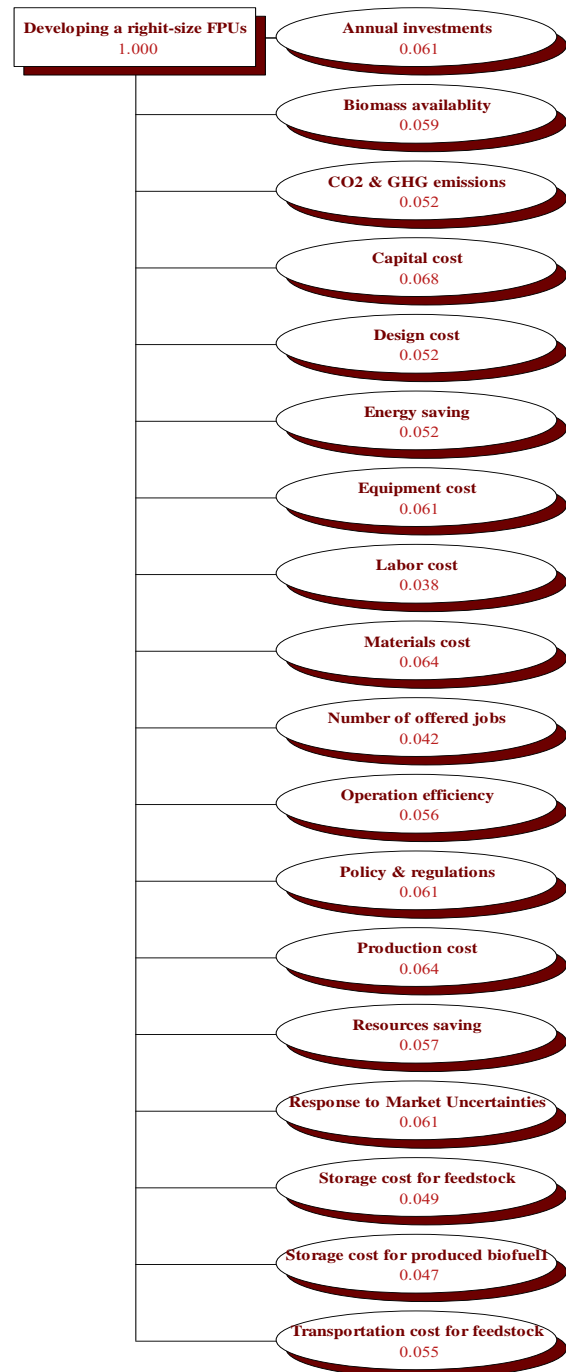 Developing a righit-size FPUs
1.000
Annual investments
0.061
Biomass availablity
0.059
CO2 & GHG emissions
0.052
Capital cost
0.068
Design cost
0.052
Energy saving
0.052
Equipment cost
0.061
Labor cost
0.038
Materials cost
0.064
Number of offered jobs
0.042
Operation efficiency
0.056
Policy & regulations
0.061
Production cost
0.064
Resources saving
0.057
Response to Market Uncertainties
0.061
Storage cost for feedstock
0.049
Storage cost for produced biofuel1
0.047
Transportation cost for feedstock
0.055